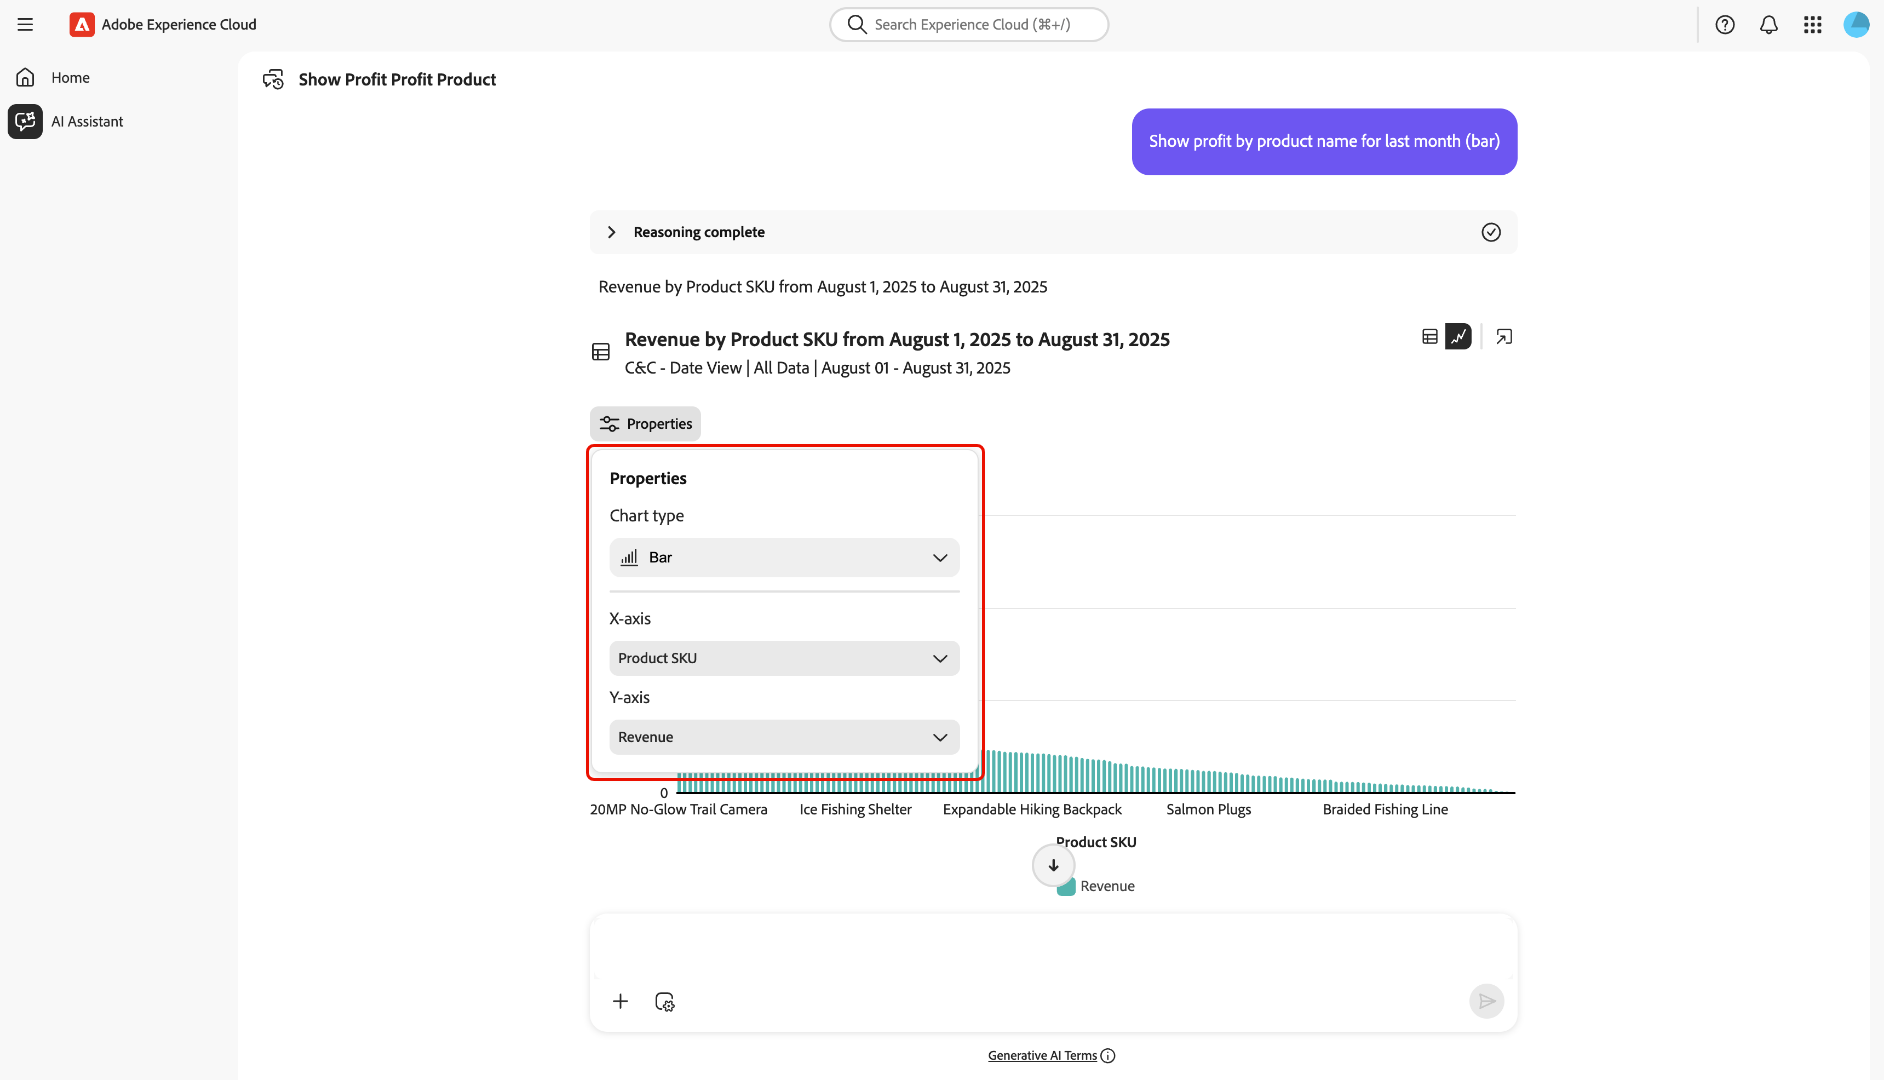 Adobe Experience Cloud
Search Experience Cloud (⌘+/)
Home
AI Assistant
Show Profit Profit Product
Show profit by product name for last month (bar)
Reasoning complete
Revenue by Product SKU from August 1, 2025 to August 31, 2025
Revenue by Product SKU from August 1, 2025 to August 31, 2025
C&C - Date View | All Data | August 01 - August 31, 2025
Properties
Properties
Chart type
Bar
X-axis
Product SKU
Y-axis
Revenue
0
20MP No-Glow Trail Camera Ice Fishing Shelter Expandable Hiking Backpack Salmon Plugs Braided Fishing Line
Product SKU
Revenue
Generative AI Terms